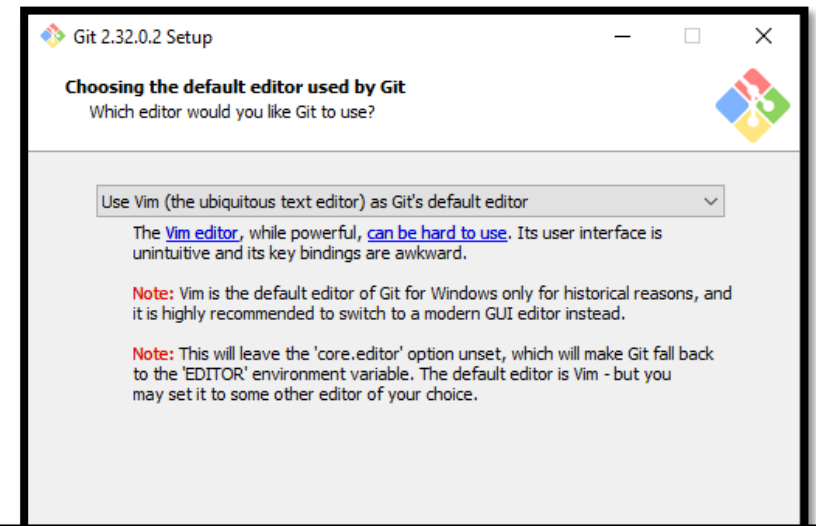 Git 2.32.0.2 Setup
Choosing the default editor used by Git
Which editor would you like Git to use?
Use Vim (the ubiquitous text editor) as Git's default editor
The Vim editor, while powerful, can be hard to use. Its user interface is
unintuitive and its key bindings are awkward.
Note: Vim is the default editor of Git for Windows only for historical reasons, and
it is highly recommended to switch to a modern GUI editor instead.
Note: This will leave the 'core.editor' option unset, which will make Git fall back
to the 'EDITOR' environment variable. The default editor is Vim - but you
may set it to some other editor of your choice.